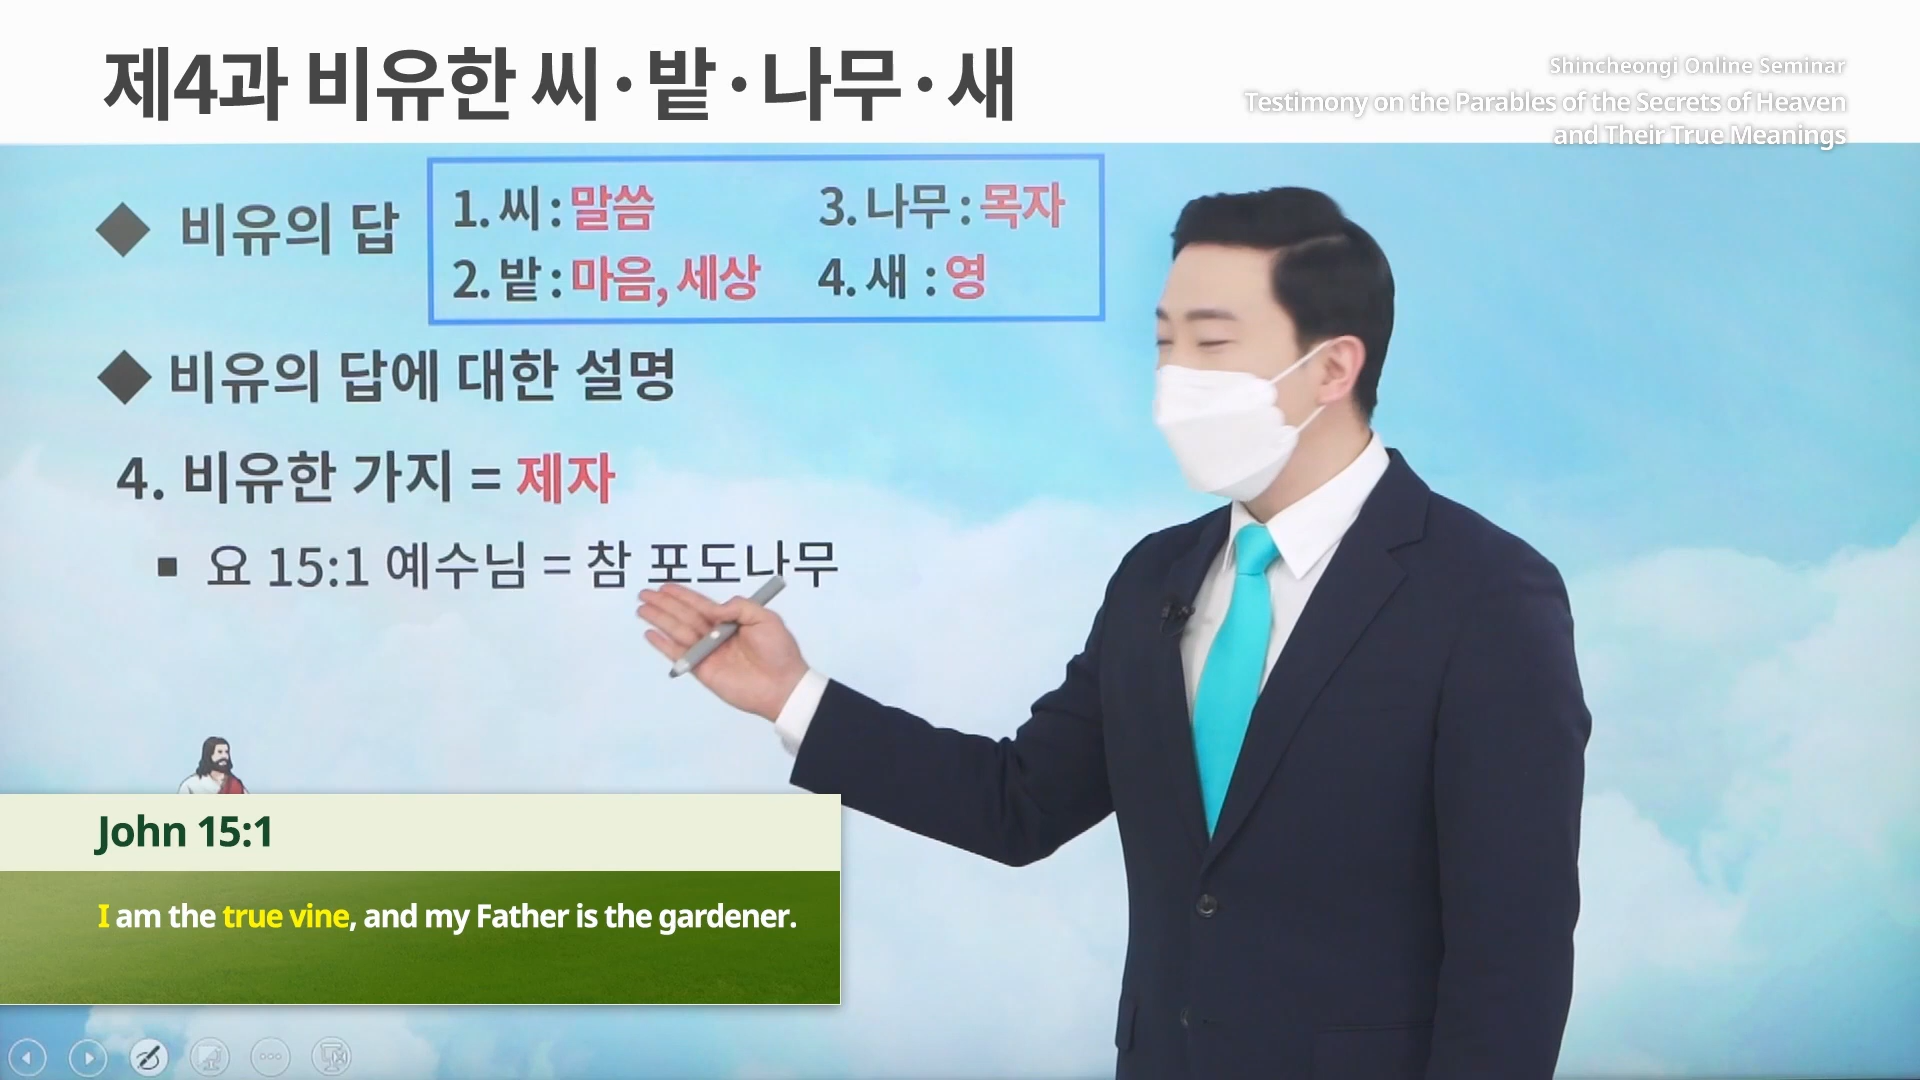 제4과 비유한 씨·밭·나무·새
Shincheongi Online Seminar
Testimony on the Parables of the Secrets of Heaven
and Their True Meanings
◆ 비유의 답
1. 씨 : 말씀
2. 밭 : 마음, 세상
3. 나무 : 목자
4. 새 : 영
◆ 비유의 답에 대한 설명
4. 비유한 가지 = 제자
▪ 요 15:1 예수님 = 참 포도나무
John 15:1
I am the true vine, and my Father is the gardener.